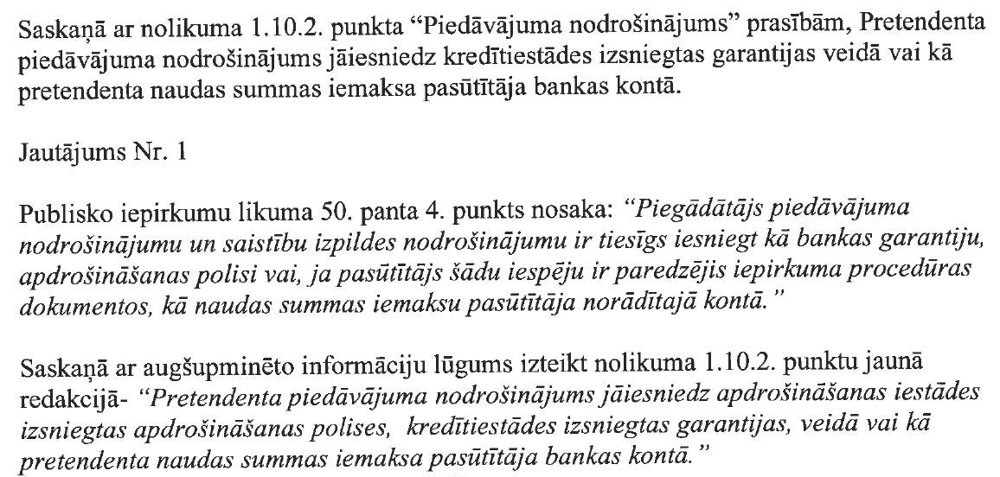 Saskaņā ar nolikuma 1.10.2. punkta “Piedāvājuma nodrošinājums” prasībām, Pretendenta
piedāvājuma nodrošinājums jāiesniedz kredītiestādes izsniegtas garantijas veidā vai kā
pretendenta naudas summas iemaksa pasūtītāja bankas kontā.
Jautājums Nr. 1
Publisko iepirkumu likuma 50. panta 4. punkts nosaka: “Piegādātājs piedāvājuma
nodrošinājumu un saistību izpildes nodrošinājumu ir tiesīgs iesniegt kā bankas garantiju,
apdrošināšanas polisi vai, ja pasūtītājs šādu iespēju ir paredzējis iepirkuma procedūras
dokumentos, kā naudas summas iemaksu pasūtītāja norādītajā kontā.”
Saskaņā ar augšupminēto informāciju lūgums izteikt nolikuma 1.10.2. punktu jaunā
redakcijā- “Pretendenta piedāvājuma nodrošinājums jāiesniedz apdrošināšanas iestādes
izsniegtas apdrošināšanas polises, kredītiestādes izsniegtas garantijas, veidā vai kā
pretendenta naudas summas iemaksa pasūtītāja bankas kontā.”